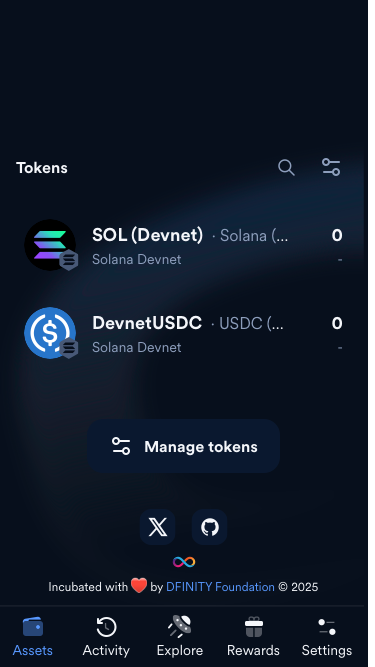 Tokens
SOL (Devnet) · Solana (... 0
Solana Devnet -
DevnetUSDC · USDC (... 0
Solana Devnet -
Manage tokens
Incubated with ❤️ by DFINITY Foundation © 2025
Assets Activity Explore Rewards Settings